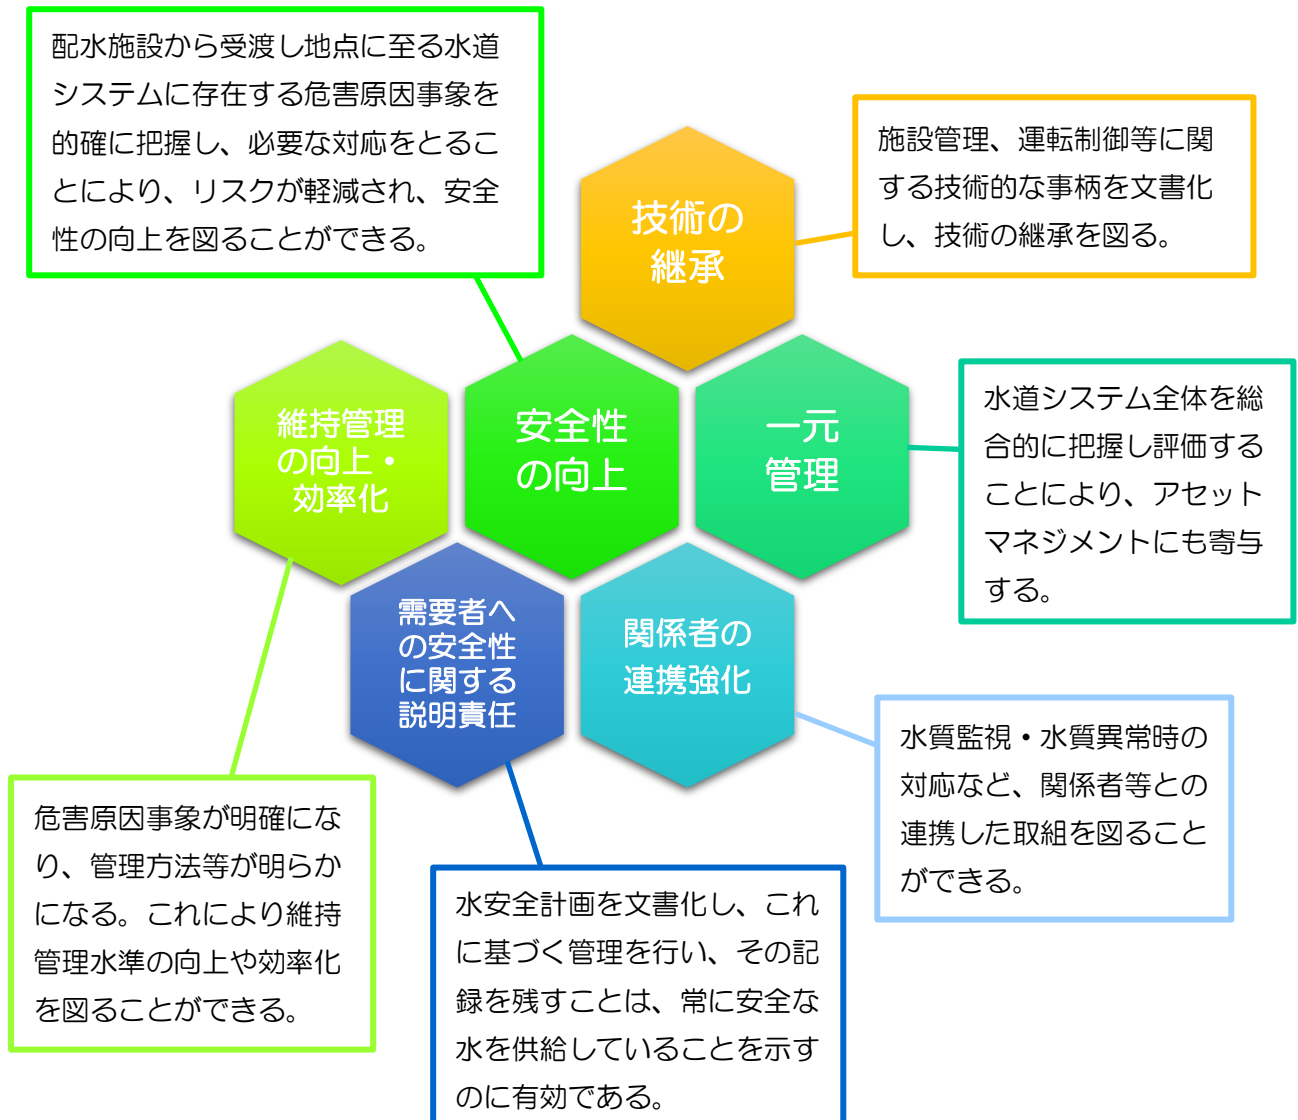 配水施設から受渡し地点に至る水道
システムに存在する危害原因事象を
的確に把握し、必要な対応をとるこ
とにより、リスクが軽減され、安全
性の向上を図ることができる。
施設管理、運転制御等に関
する技術的な事柄を文書化
し、技術の継承を図る。
技術の
継承
維持管理
の向上・
効率化
安全性
の向上
一元
管理
水道システム全体を総
合的に把握し評価する
ことにより、アセット
マネジメントにも寄与
する。
需要者へ
の安全性
に関する
説明責任
関係者の
連携強化
水質監視・水質異常時の
対応など、関係者等との
連携した取組を図ること
ができる。
危害原因事象が明確にな
り、管理方法等が明らか
になる。これにより維持
管理水準の向上や効率化
を図ることができる。
水安全計画を文書化し、これ
に基づく管理を行い、その記
録を残すことは、常に安全な
水を供給していることを示す
のに有効である。